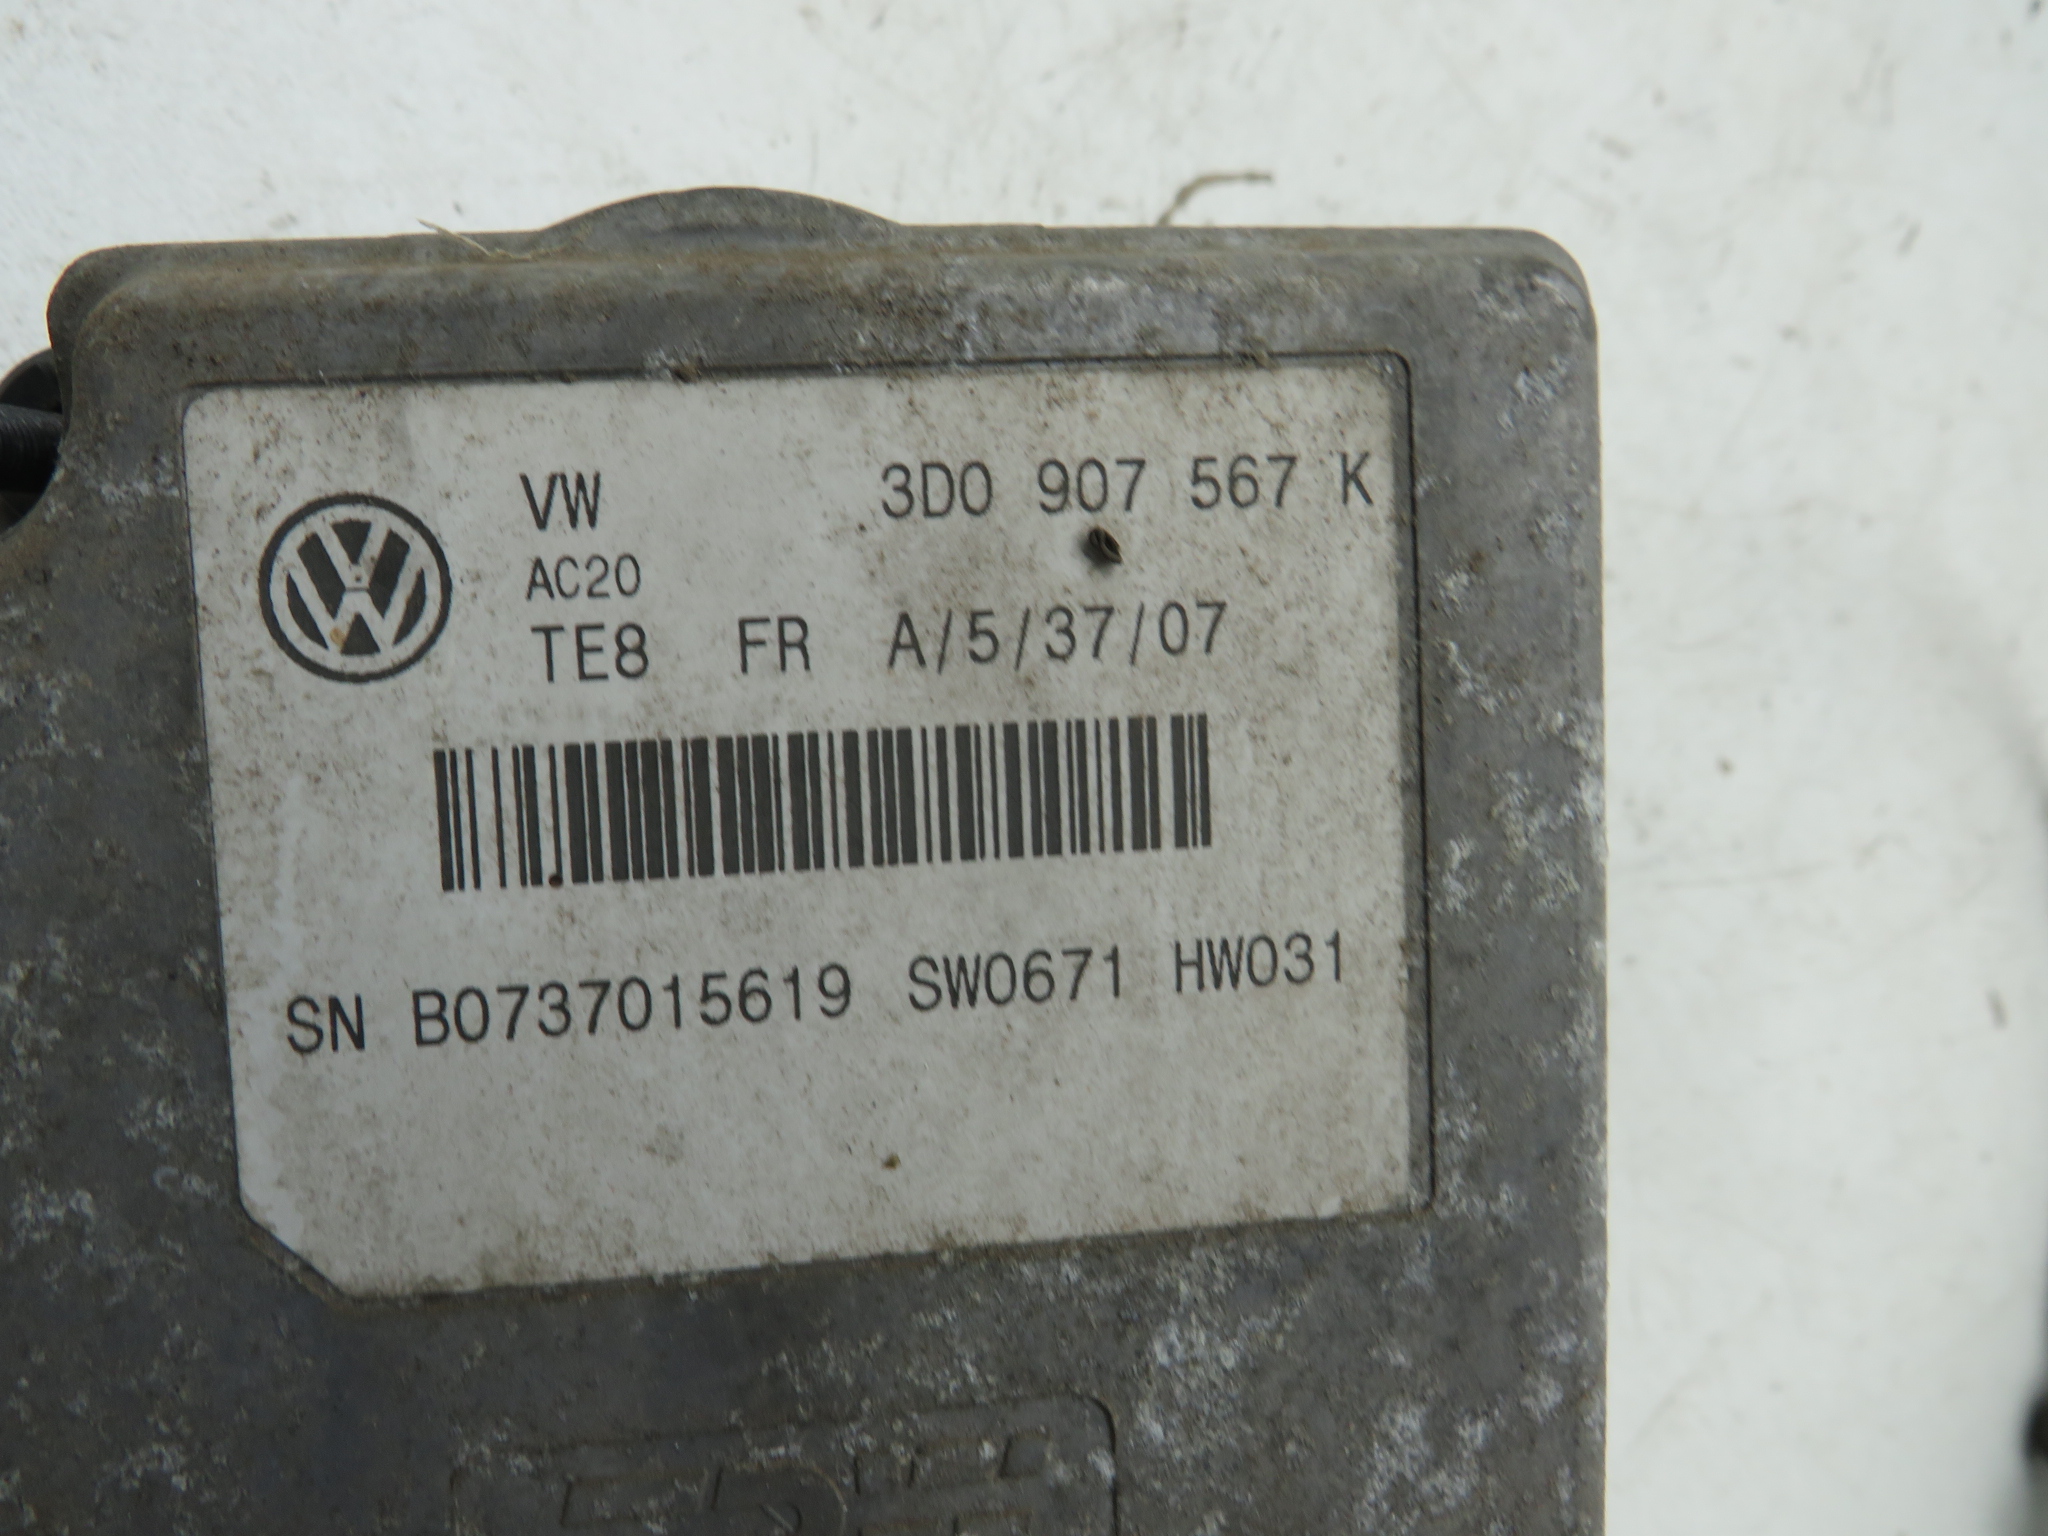 VW 3D0 907 567 K
AC20
TE8 FR A/5/37/07
SN B0737015619 SW0671 HW031